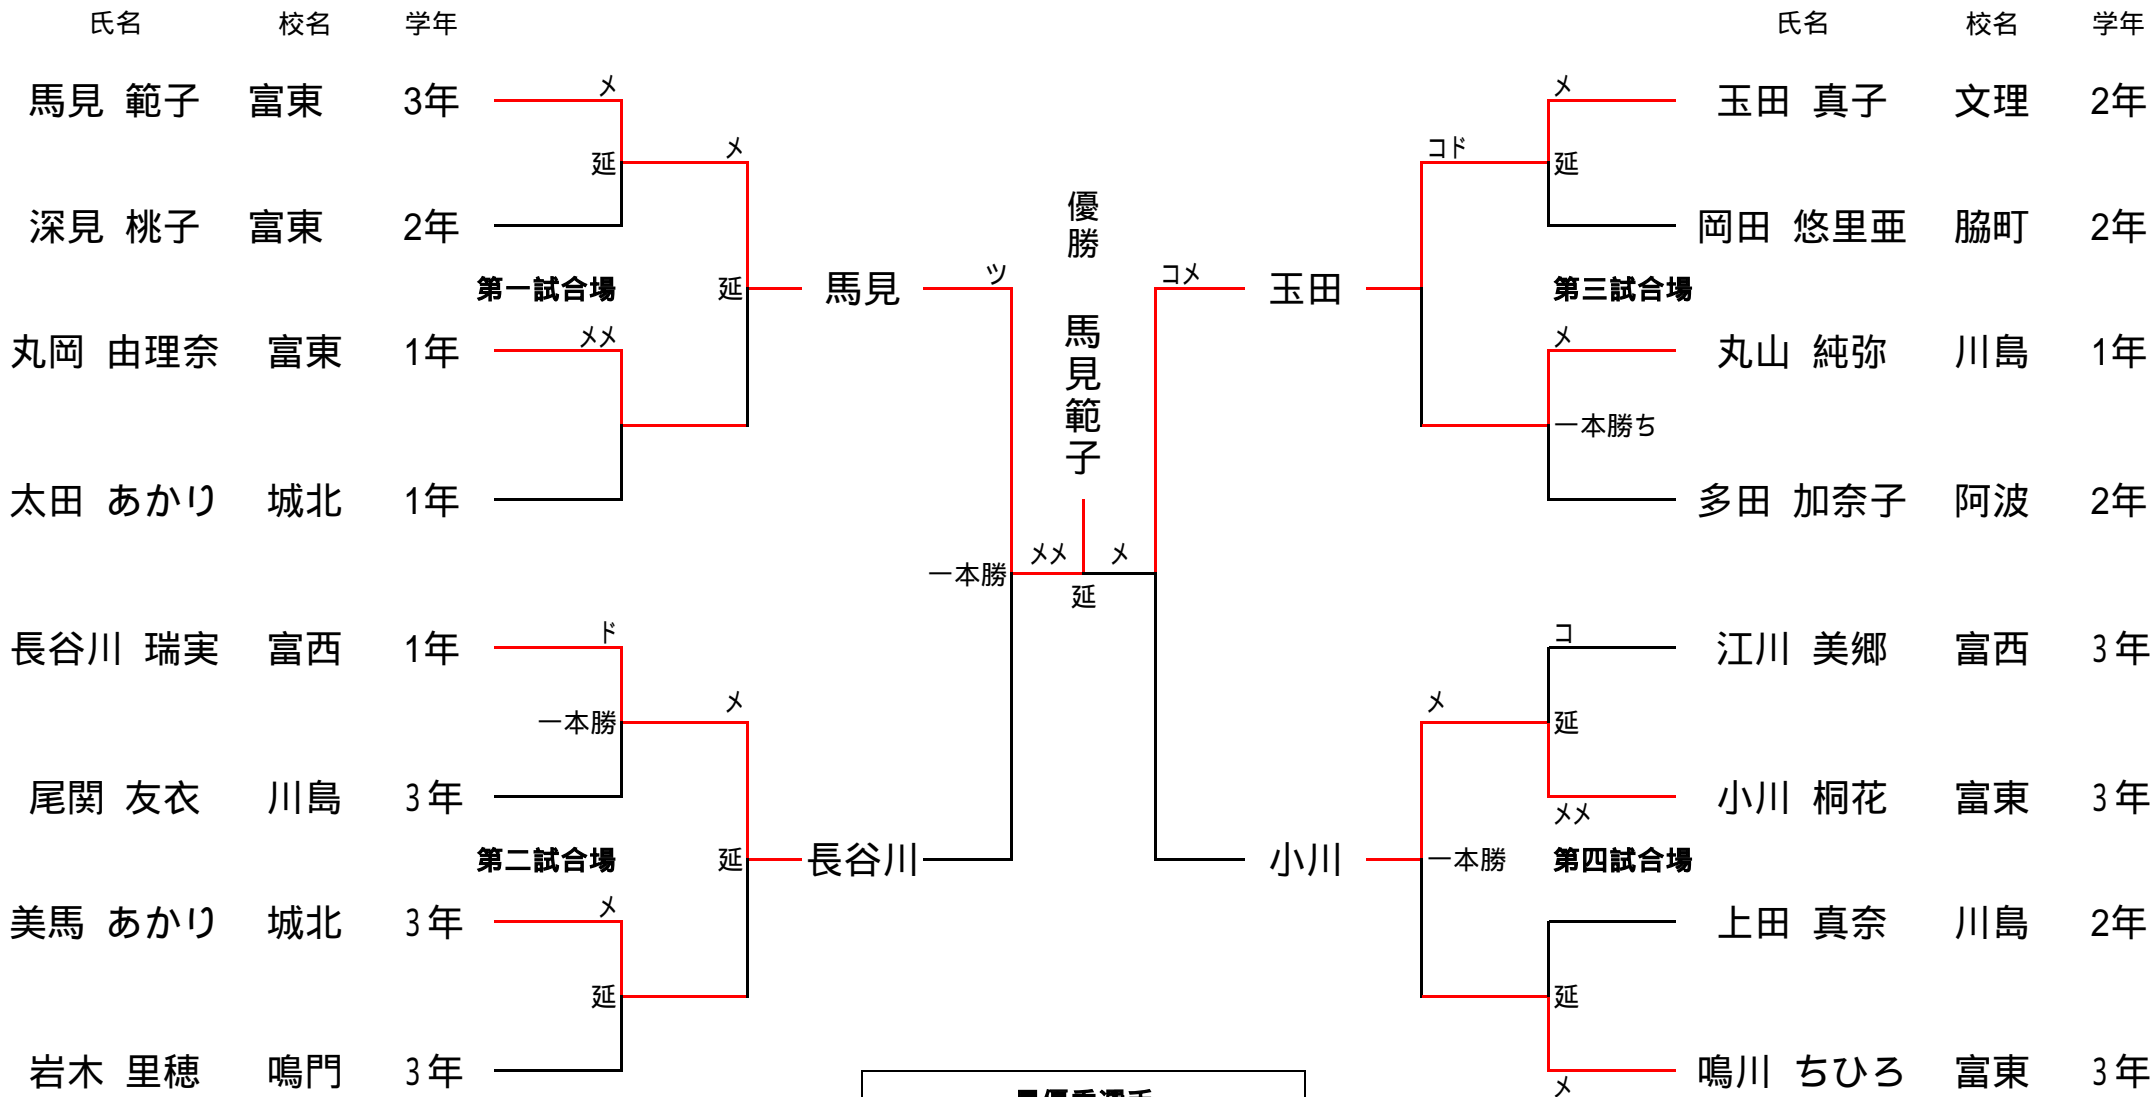 氏名 校名 学年 氏名 校名 学年
馬見 範子 富東 3年 メ メ 玉田 真子 文理 2年
延 メ コド 延
深見 桃子 富東 2年 岡田 悠里亜 脇町 2年
第一試合場 延 馬見 ツ コメ 玉田 第三試合場
丸岡 由理奈 富東 1年 メメ メ 丸山 純弥 川島 1年
優勝 馬見範子
一本勝ち
太田 あかり 城北 1年 多田 加奈子 阿波 2年
一本勝 メメ メ
延
長谷川 瑞実 富西 1年 ド コ 江川 美郷 富西 3年
一本勝 メ メ 延
尾関 友衣 川島 3年 メメ 小川 桐花 富東 3年
第二試合場 延 長谷川 小川 一本勝 第四試合場
美馬 あかり 城北 3年 メ 上田 真奈 川島 2年
延 延
岩木 里穂 鳴門 3年 メ 鳴川 ちひろ 富東 3年